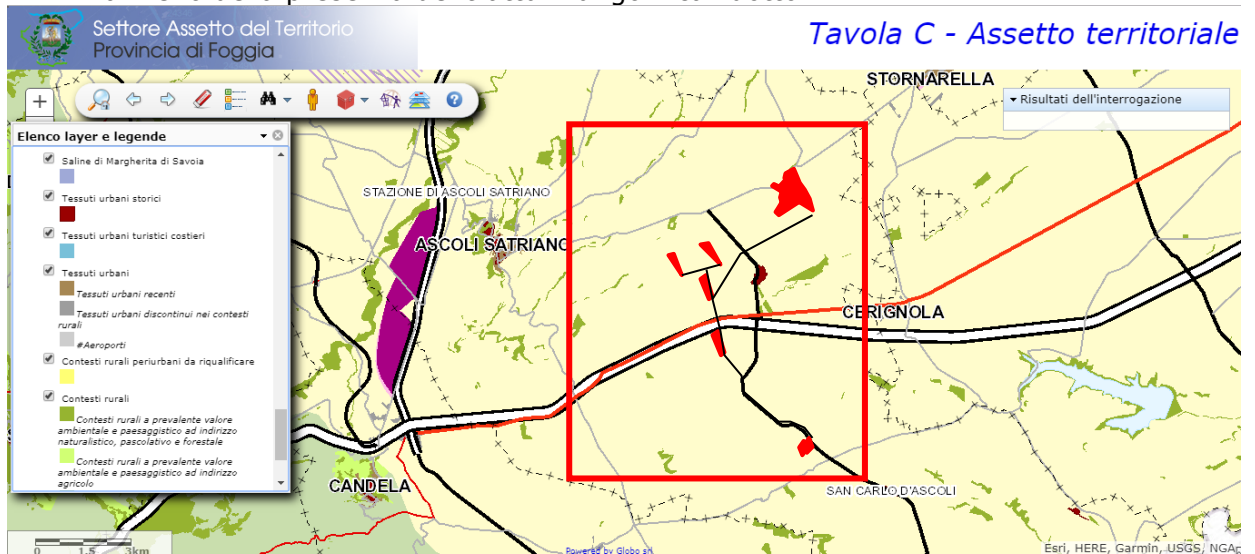 Settore Assetto del Territorio
Provincia di Foggia
Tavola C - Assetto territoriale
+
Elenco layer e legende
Saline di Margherita di Savoia
Tessuti urbani storici
Tessuti urbani turistici costieri
Tessuti urbani
Tessuti urbani recenti
Tessuti urbani discontinui nei contesti
rurali
#Aeroporti
Contesti rurali periurbani da riqualificare
Contesti rurali
Contesti rurali a prevalente valore
ambientale e paesaggistico ad indirizzo
naturalistico, pascolativo e forestale
Contesti rurali a prevalente valore
ambientale e paesaggistico ad indirizzo
agricolo
STORNARELLA
Risultati dell'interrogazione
STAZIONE DI ASCOLI SATRIANO
ASCOLI SATRIANO
CERIGNOLA
CANDELA
SAN CARLO D'ASCOLI
0 1.5 3km
Powered by Globo srl
Esri, HERE, Garmin, USGS, NGA